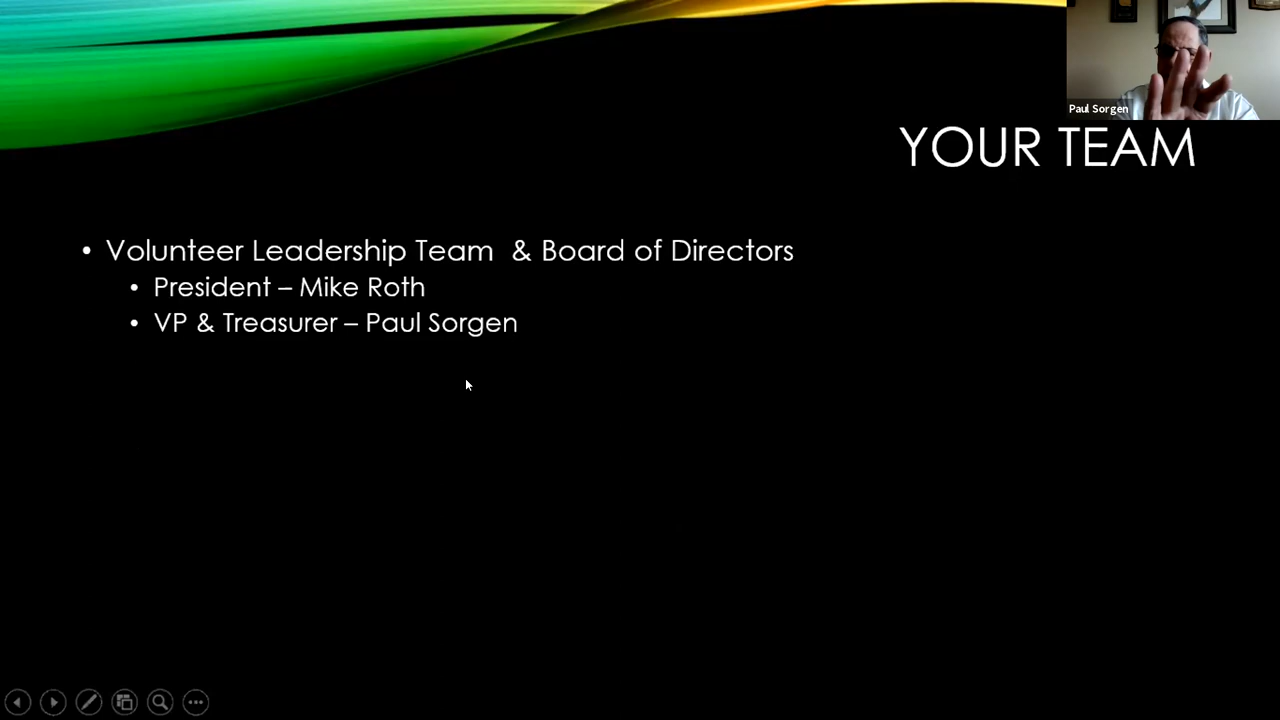 Paul Sorgen
YOUR TEAM
• Volunteer Leadership Team & Board of Directors
• President – Mike Roth
• VP & Treasurer – Paul Sorgen